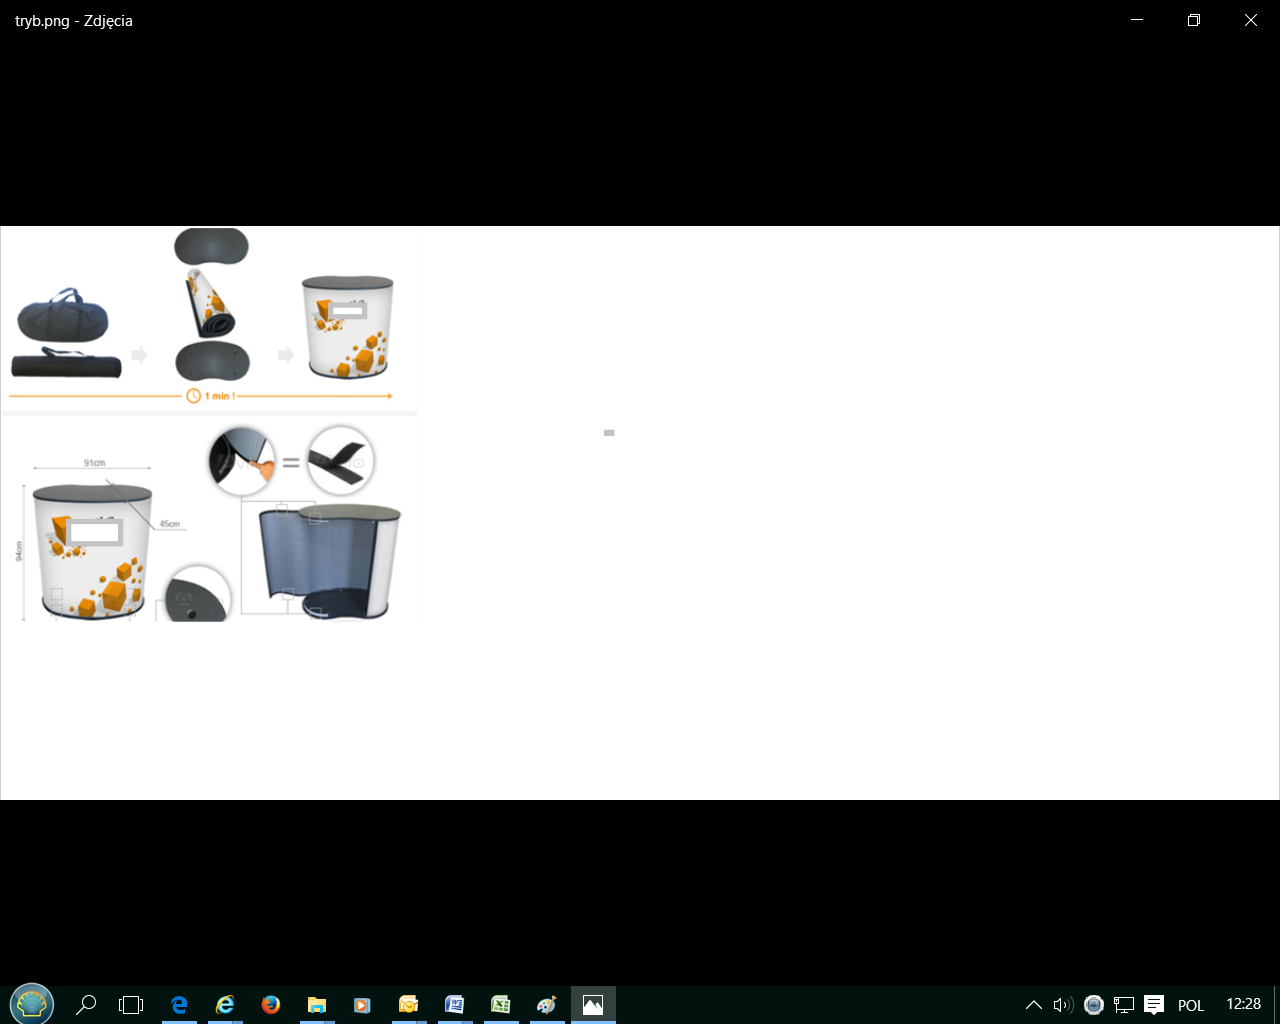 tryb.png - Zdjęcia
1 min !
91cm
45cm
94cm
POL
12:28